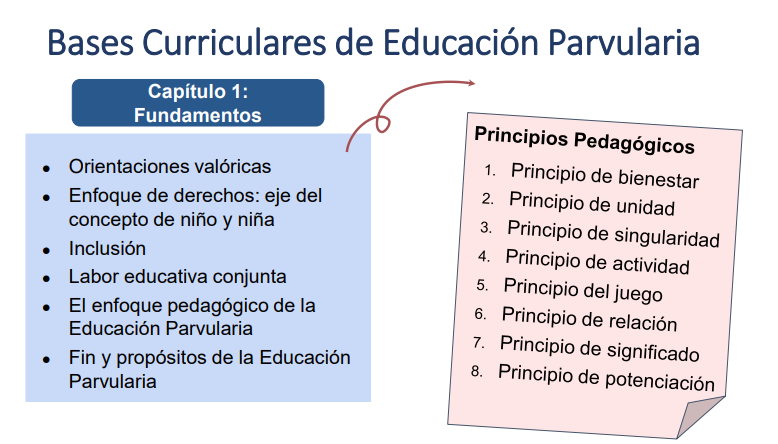 Bases Curriculares de Educación Parvularia
Capítulo 1:
Fundamentos
● Orientaciones valóricas
● Enfoque de derechos: eje del
concepto de niño y niña
● Inclusión
● Labor educativa conjunta
● El enfoque pedagógico de la
Educación Parvularia
● Fin y propósitos de la Educación
Parvularia
Principios Pedagógicos
1. Principio de bienestar
2. Principio de unidad
3. Principio de singularidad
4. Principio de actividad
5. Principio del juego
6. Principio de relación
7. Principio de significado
8. Principio de potenciación